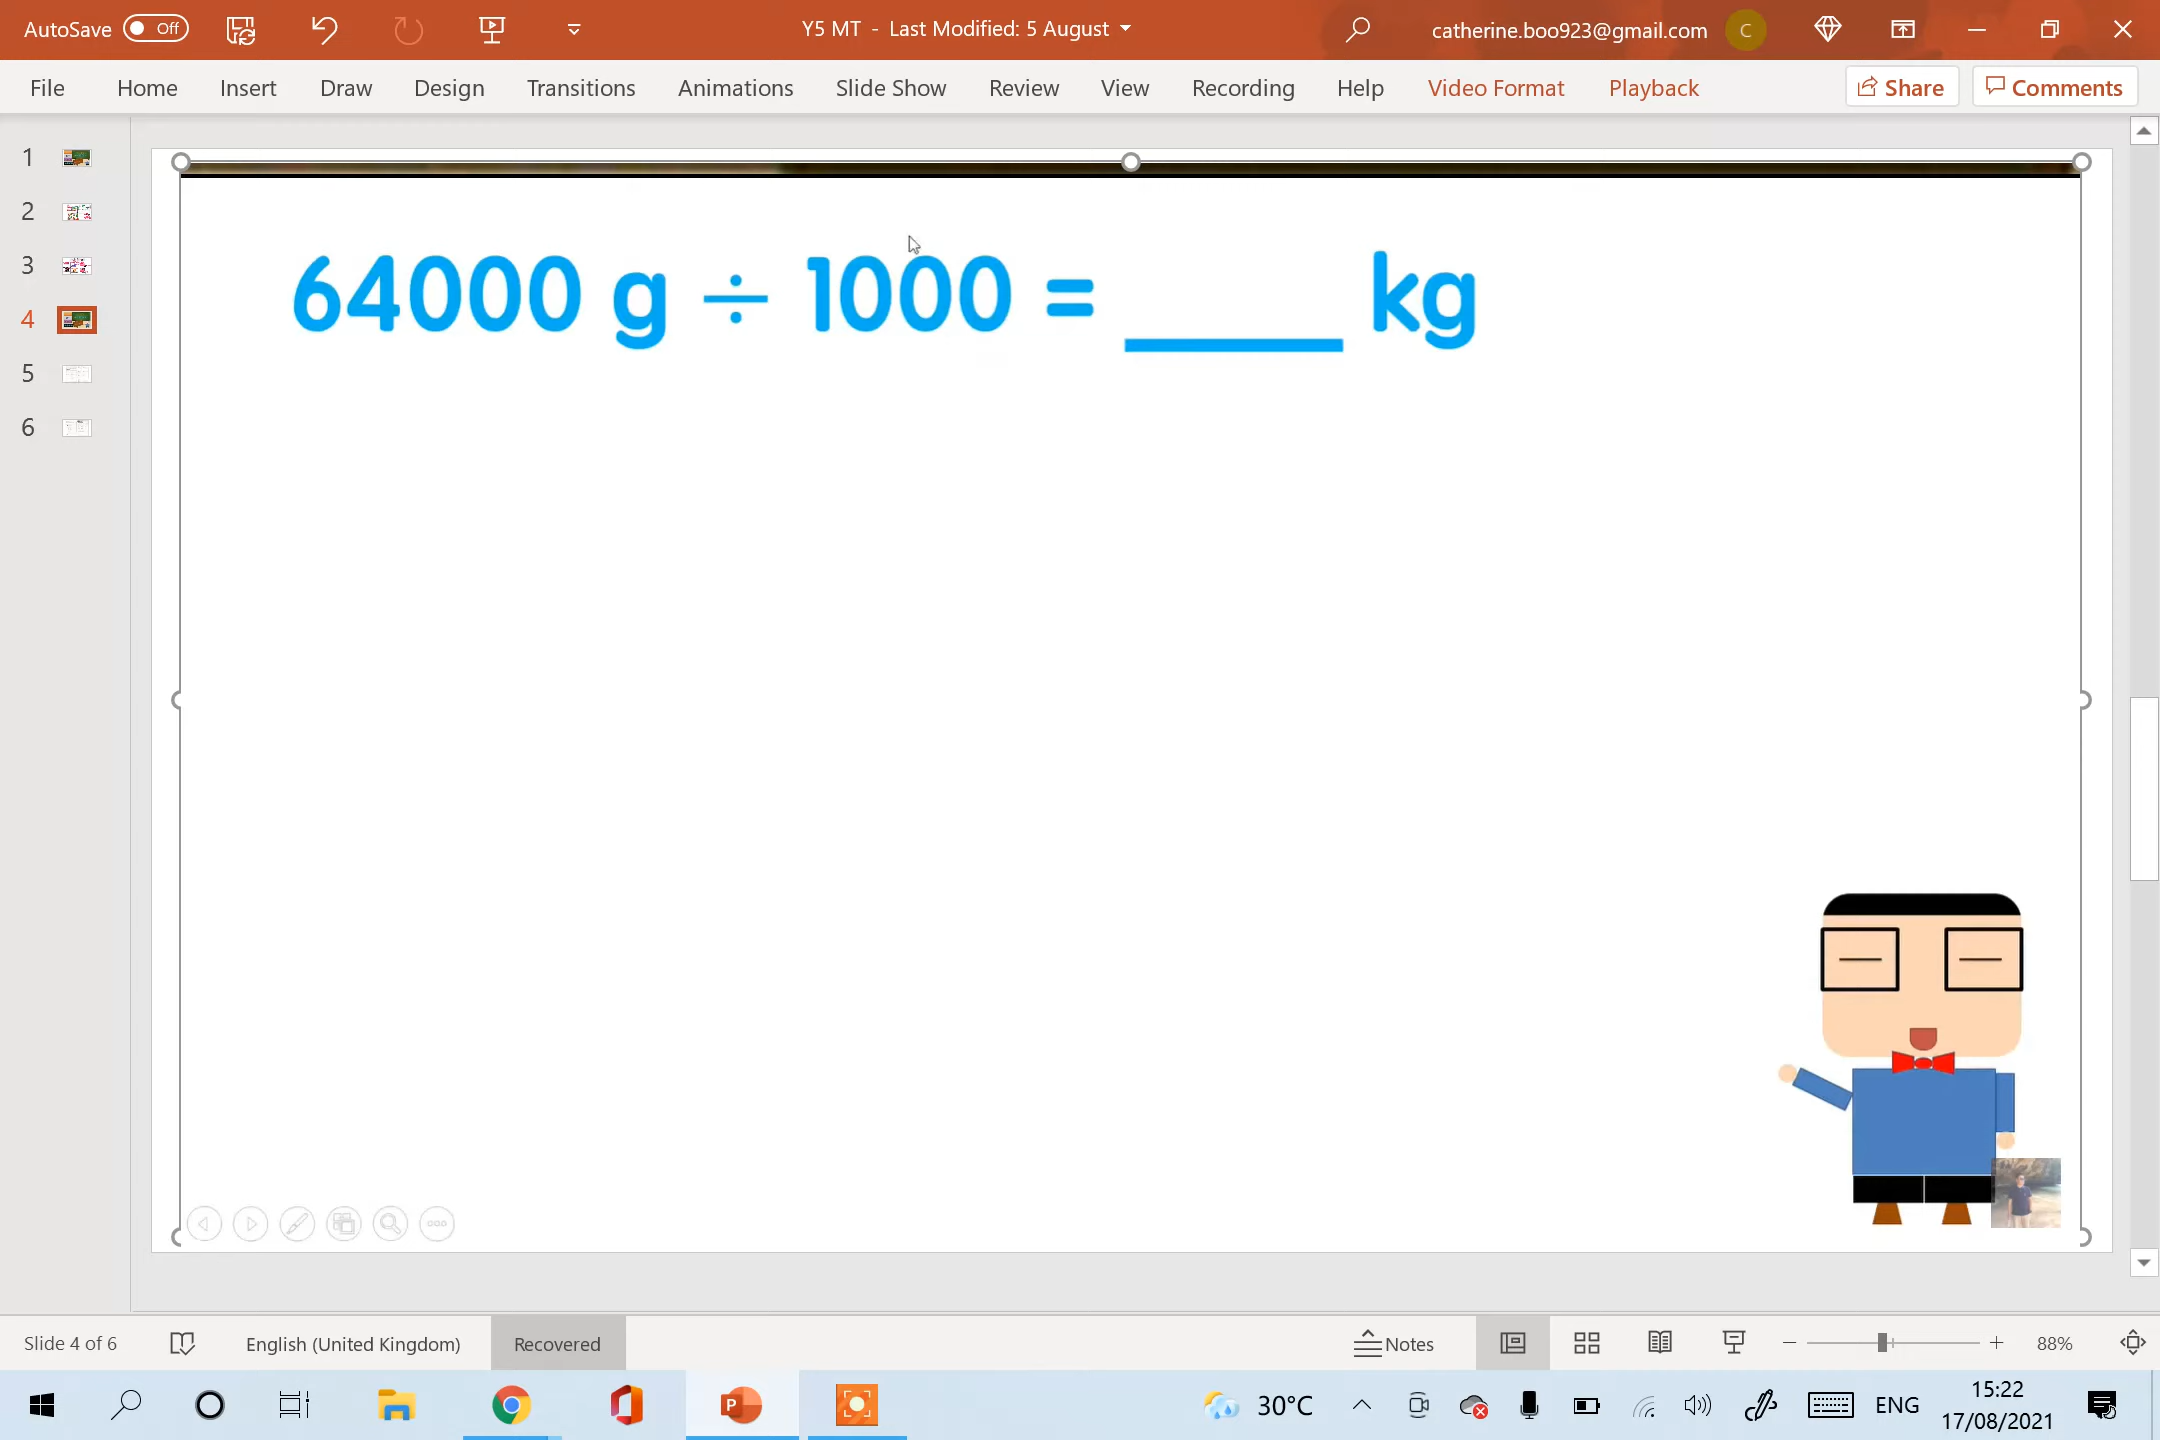 AutoSave Off Y5 MT - Last Modified: 5 August catherine.boo923@gmail.com C
File Home Insert Draw Design Transitions Animations Slide Show Review View Recording Help Video Format Playback Share Comments
1
2
3
4
5
6
64000 g ÷ 1000 = ____ kg
Slide 4 of 6 English (United Kingdom) Recovered Notes 88%
P 30°C ENG 15:22
17/08/2021